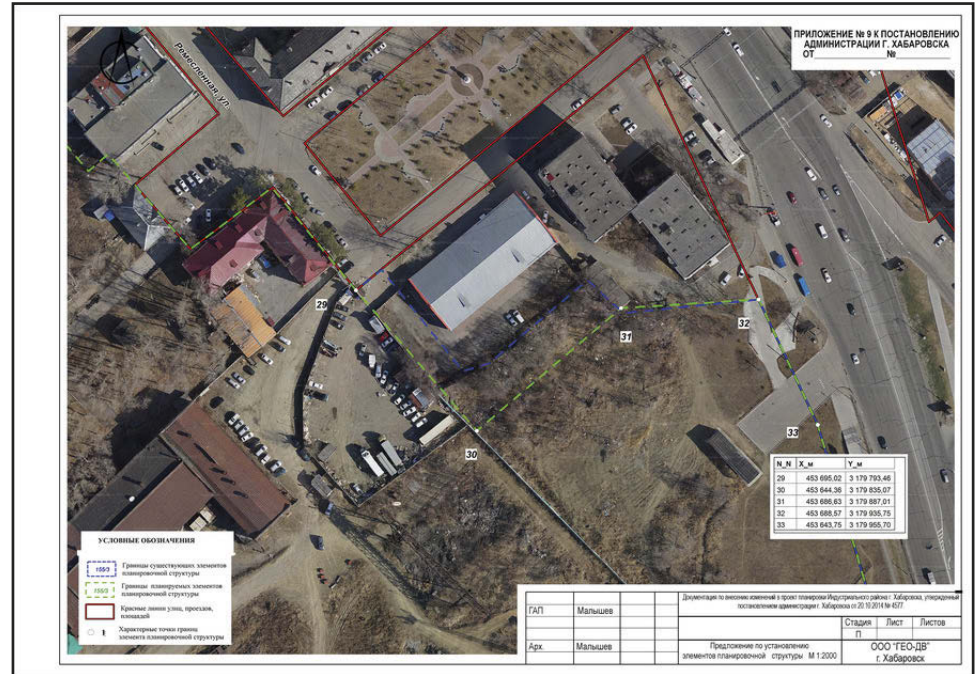 ПРИЛОЖЕНИЕ № 9 К ПОСТАНОВЛЕНИЮ
АДМИНИСТРАЦИИ Г. ХАБАРОВСКА
ОТ_____________№___________
Ремесленная, ул.
29
31
32
30
33
N_N X_м Y_м
29 453 695,02 3 179 793,46
30 453 644,36 3 179 835,07
31 453 686,63 3 179 887,01
32 453 688,57 3 179 935,75
33 453 643,75 3 179 955,70
УСЛОВНЫЕ ОБОЗНАЧЕНИЯ
155/3 Границы существующих элементов
планировочной структуры
155/3 Границы планируемых элементов
планировочной структуры
Красные линии улиц, проездов,
площадей
1 Характерные точки границ
элемента планировочной структуры
Документация по внесению изменений в проект планировки Индустриального района г. Хабаровска, утвержденный
постановлением администрации г. Хабаровска от 20.10.2014 № 4577
ГАП Малышев
Стадия Лист Листов
П
Арх. Малышев
Предложение по установлению
элементов планировочной структуры М 1:2000
ООО "ГЕО-ДВ"
г. Хабаровск